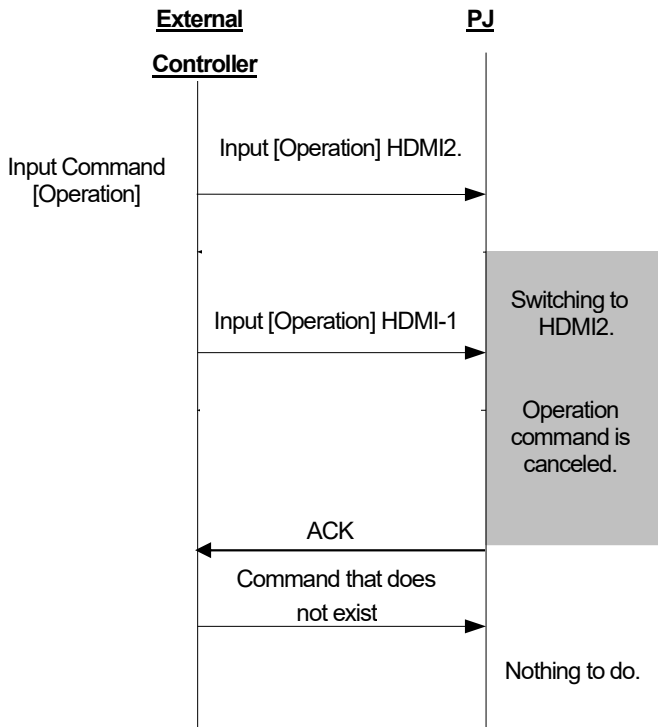 External
Controller
PJ
Input [Operation] HDMI2.
Input Command
[Operation]
Input [Operation] HDMI-1
Switching to
HDMI2.
Operation
command is
canceled.
ACK
Command that does
not exist
Nothing to do.